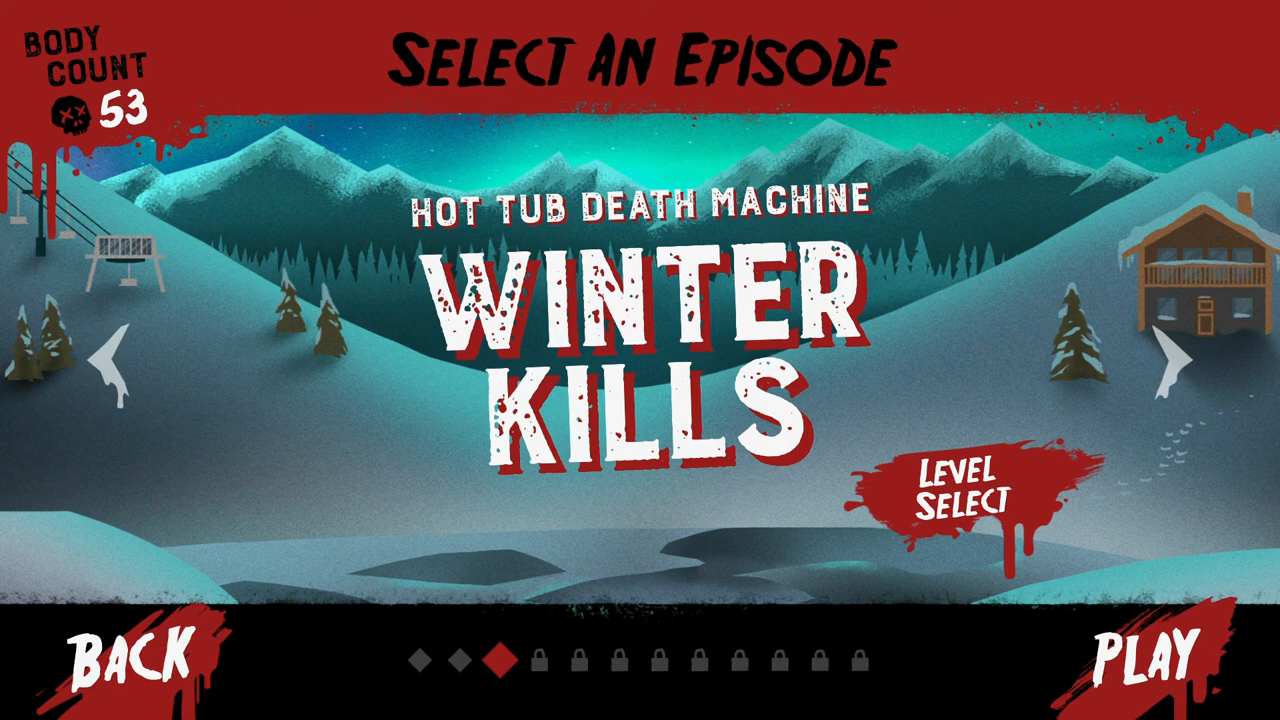 BODY
COUNT
53
SELECT AN EPISODE
HOT TUB DEATH MACHINE
WINTER
KILLS
LEVEL
SELECT
BACK
PLAY